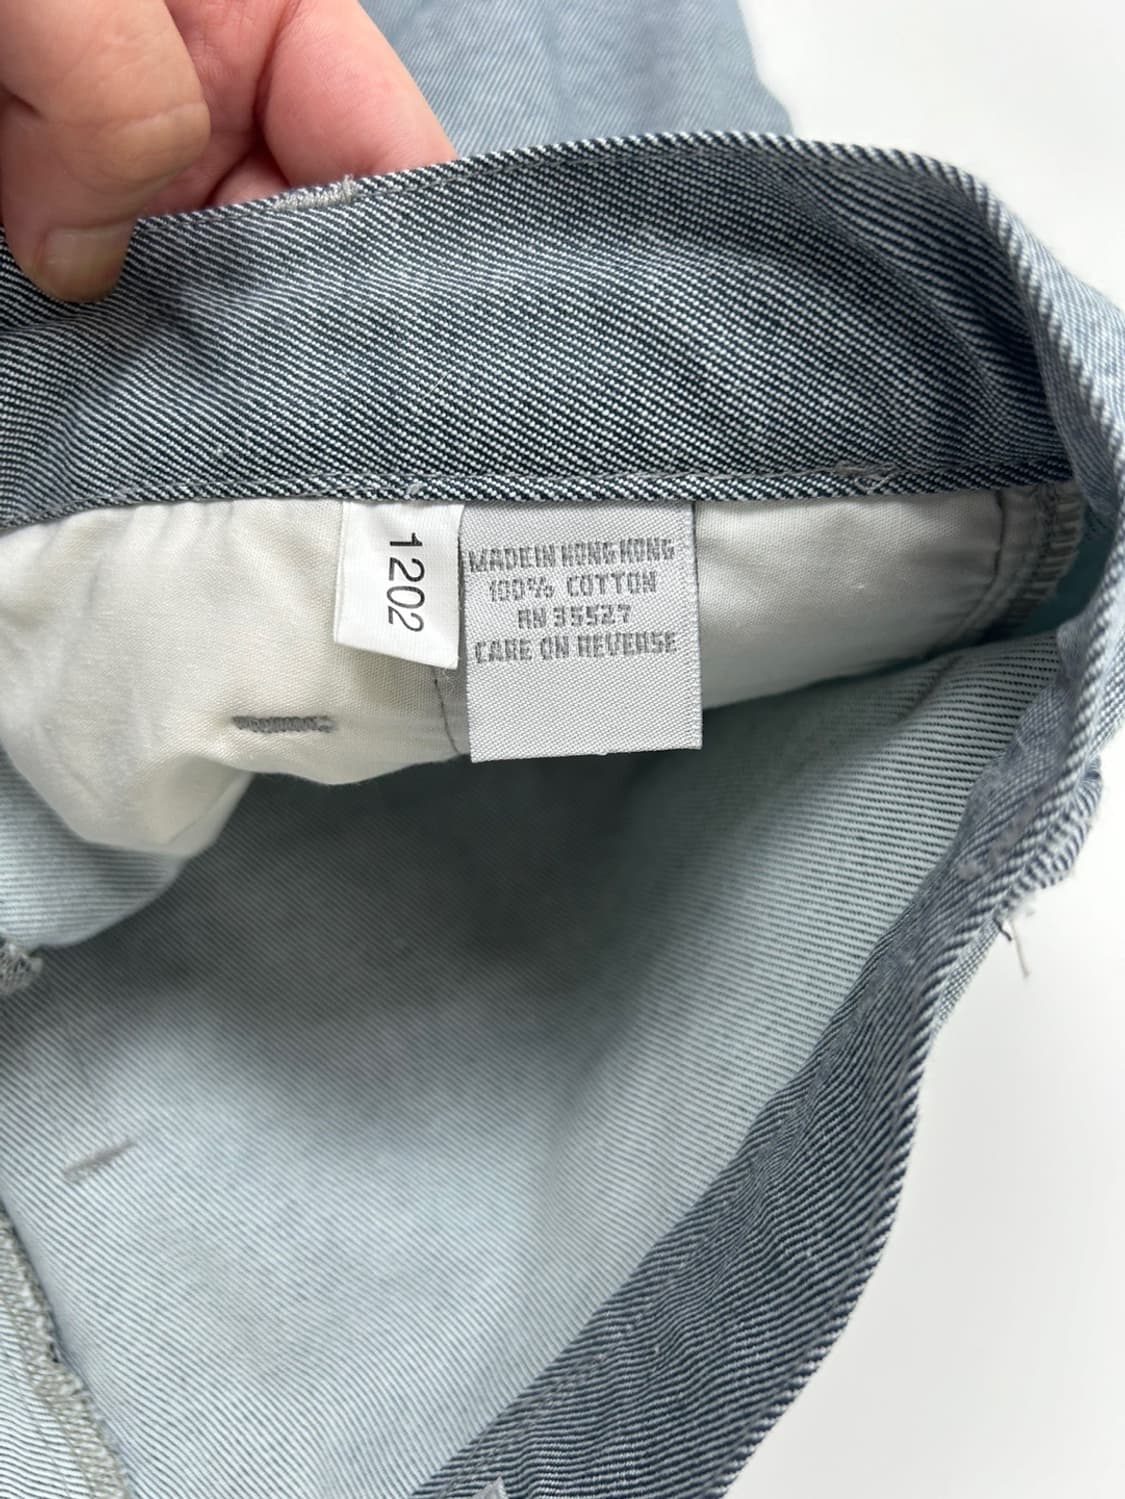 1202
MADE IN HONG KONG
100% COTTON
RN 35527
CARE ON REVERSE